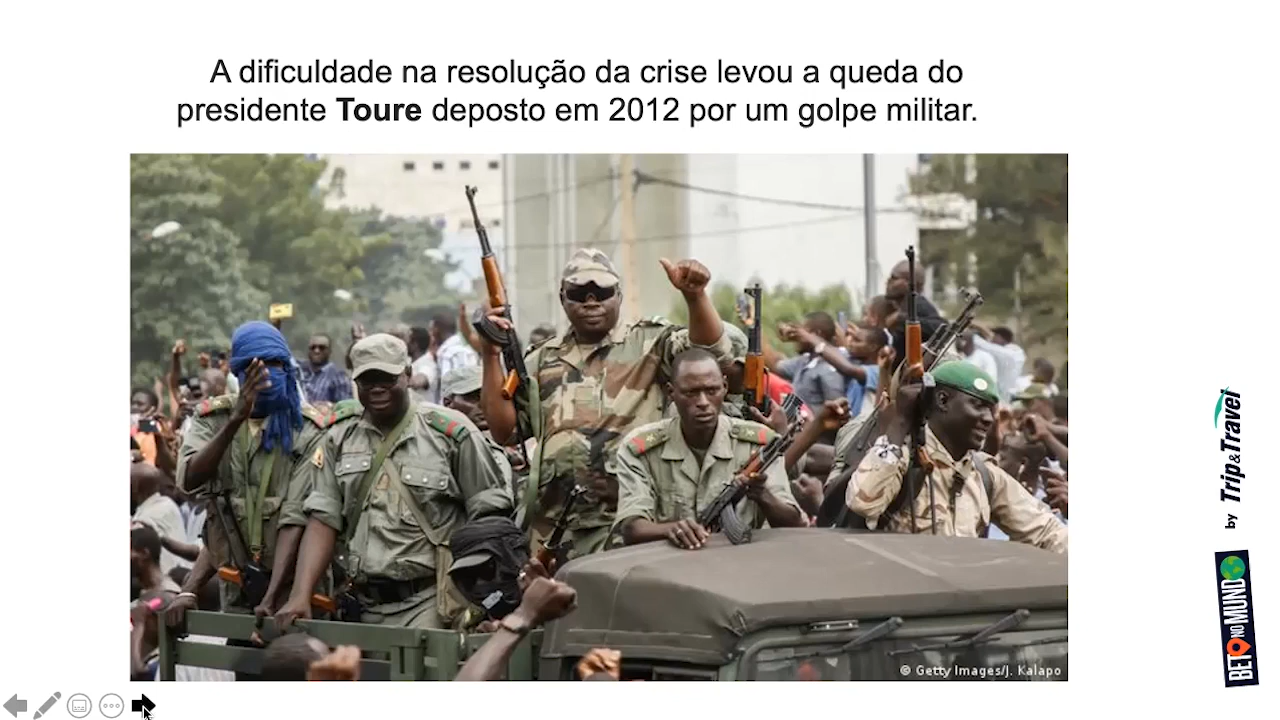 A dificuldade na resolução da crise levou a queda do
presidente Toure deposto em 2012 por um golpe militar.
© Getty Images/J. Kalapo
by Trip&Travel
BETO NO MUNDO